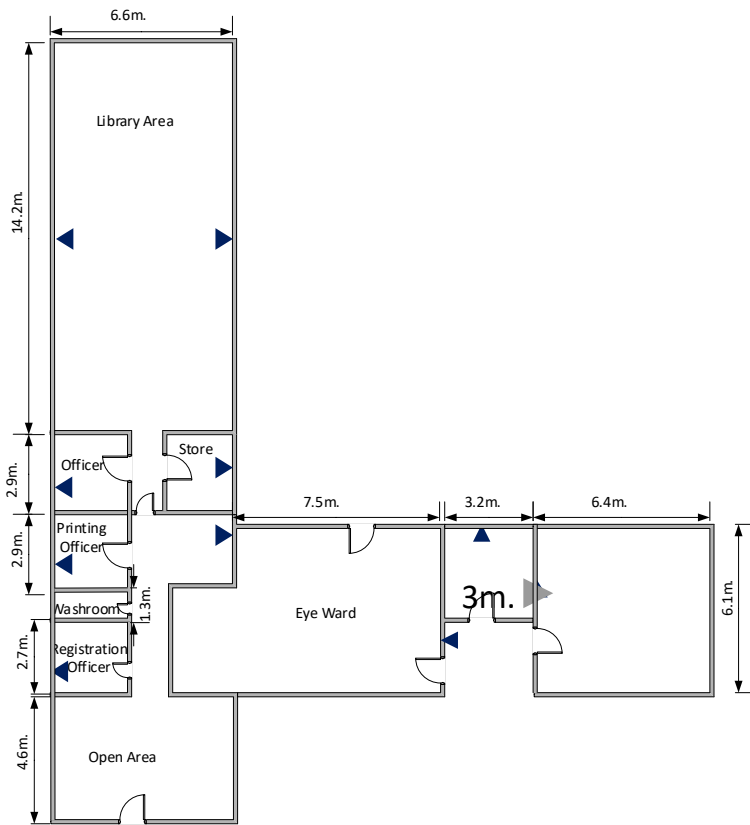 6.6m.
Library Area
14.2m.
Officer
Store
2.9m.
7.5m.
3.2m.
6.4m.
Printing
Officer
2.9m.
Washroom
1.3m.
3m.
Eye Ward
6.1m.
Registration
Officer
2.7m.
Open Area
4.6m.